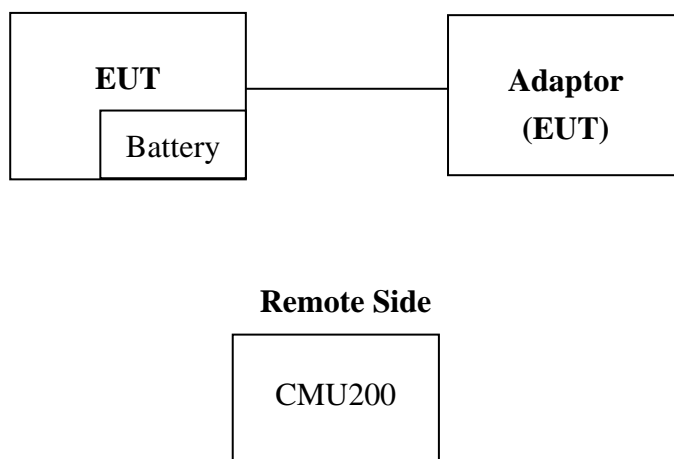 EUT
Battery
Adaptor
(EUT)
Remote Side
CMU200